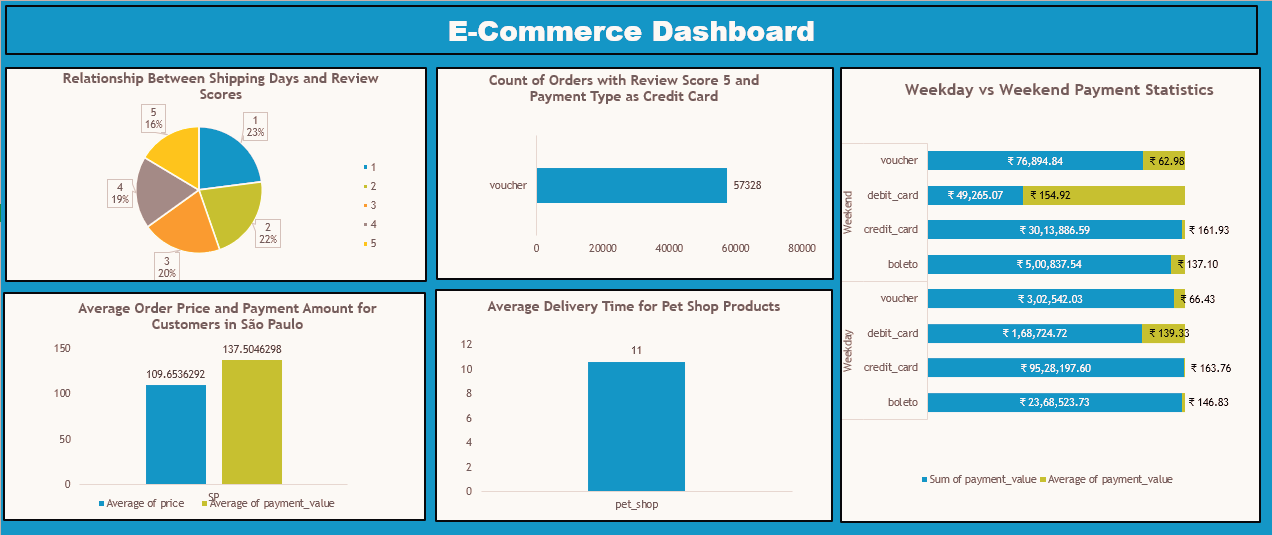 E-Commerce Dashboard
Relationship Between Shipping Days and Review
Scores
5
16%
1
23%
4
19%
2
22%
3
20%
1
2
3
4
5
Count of Orders with Review Score 5 and
Payment Type as Credit Card
voucher
57328
0 20000 40000 60000 80000
Weekday vs Weekend Payment Statistics
Weekend
voucher ₹ 76,894.84 ₹ 62.98
debit_card ₹ 49,265.07 ₹ 154.92
credit_card ₹ 30,13,886.59 ₹ 161.93
boleto ₹ 5,00,837.54 ₹ 137.10
Weekday
voucher ₹ 3,02,542.03 ₹ 66.43
debit_card ₹ 1,68,724.72 ₹ 139.33
credit_card ₹ 95,28,197.60 ₹ 163.76
boleto ₹ 23,68,523.73 ₹ 146.83
Sum of payment_value Average of payment_value
Average Order Price and Payment Amount for
Customers in São Paulo
150
100
50
0
109.6536292
137.5046298
SP
Average of price Average of payment_value
Average Delivery Time for Pet Shop Products
12
10
8
6
4
2
0
11
pet_shop